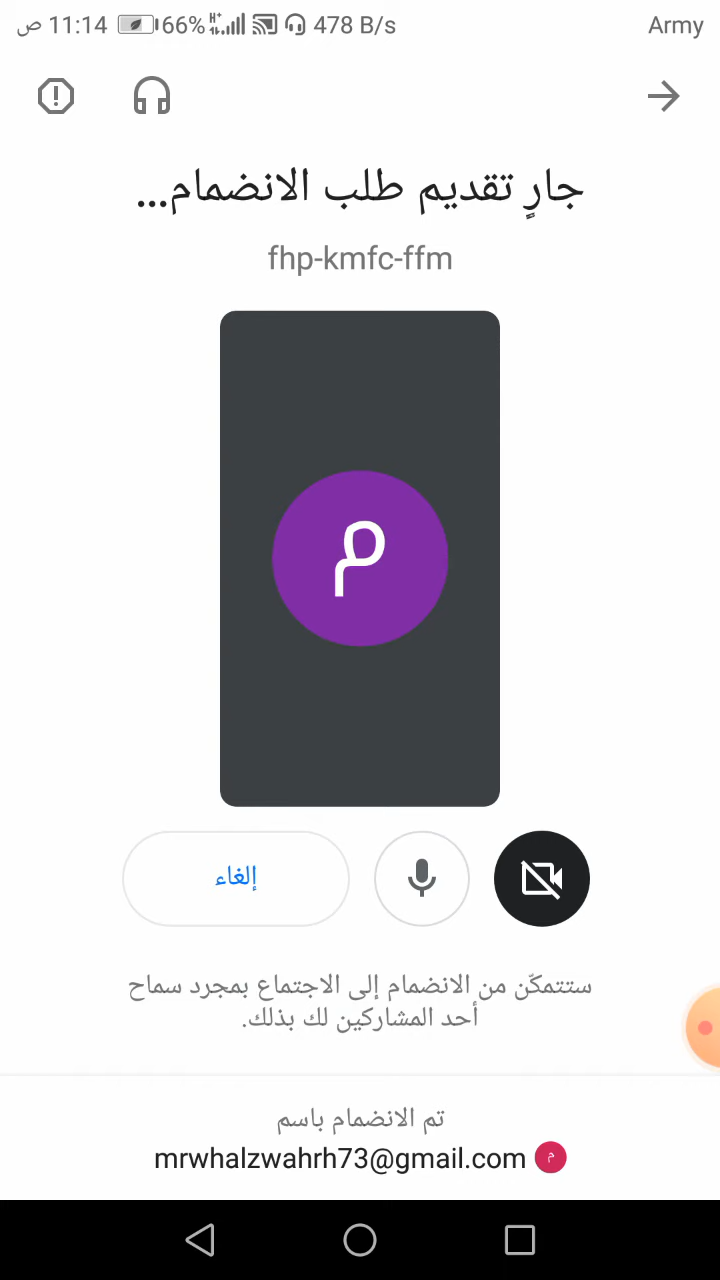 11:14 ص 66% H+ 478 B/s Army
جارٍ تقديم طلب الانضمام...
fhp-kmfc-ffm
م
إلغاء
ستتمكّن من الانضمام إلى الاجتماع بمجرد سماح
أحد المشاركين لك بذلك.
تم الانضمام باسم
mrwhalzwahrh73@gmail.com م